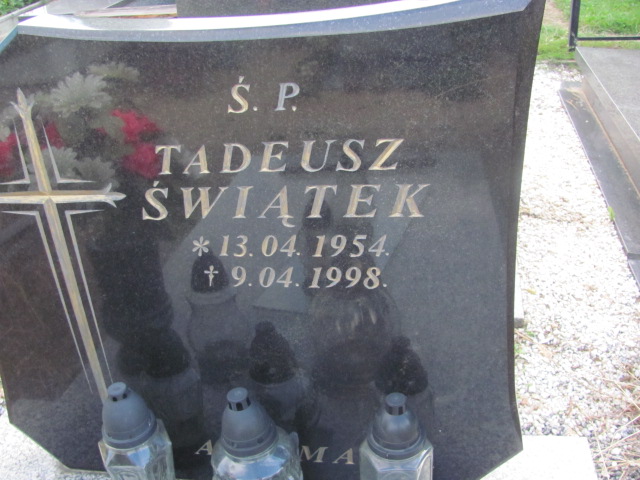 Ś. P.
TADEUSZ
ŚWIĄTEK
* 13. 04. 1954.
† 9. 04. 1998.